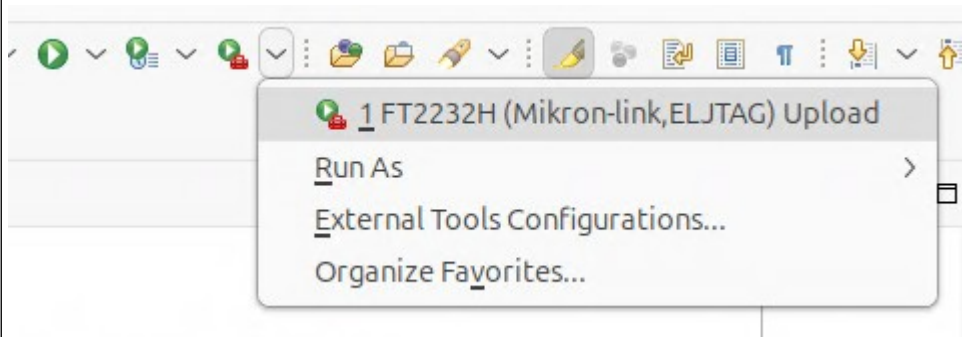 1 FT2232H (Mikron-link,ELJTAG) Upload
Run As
External Tools Configurations...
Organize Favorites...